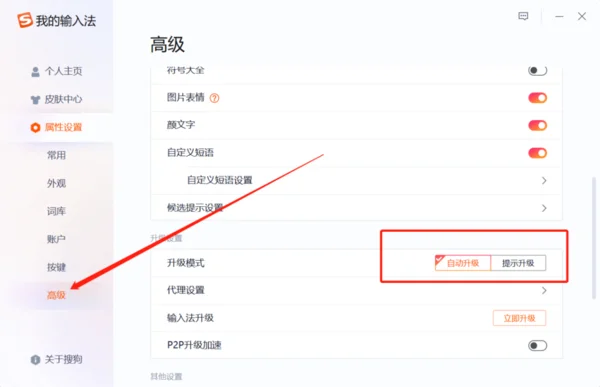 我的输入法
个人主页
皮肤中心
属性设置
常用
外观
词库
账户
按键
高级
关于搜狗
高级
符号大全
图片表情
颜文字
自定义短语
自定义短语设置
候选提示设置
升级设置
升级模式 自动升级 提示升级
代理设置
输入法升级 立即升级
P2P升级加速
其他设置